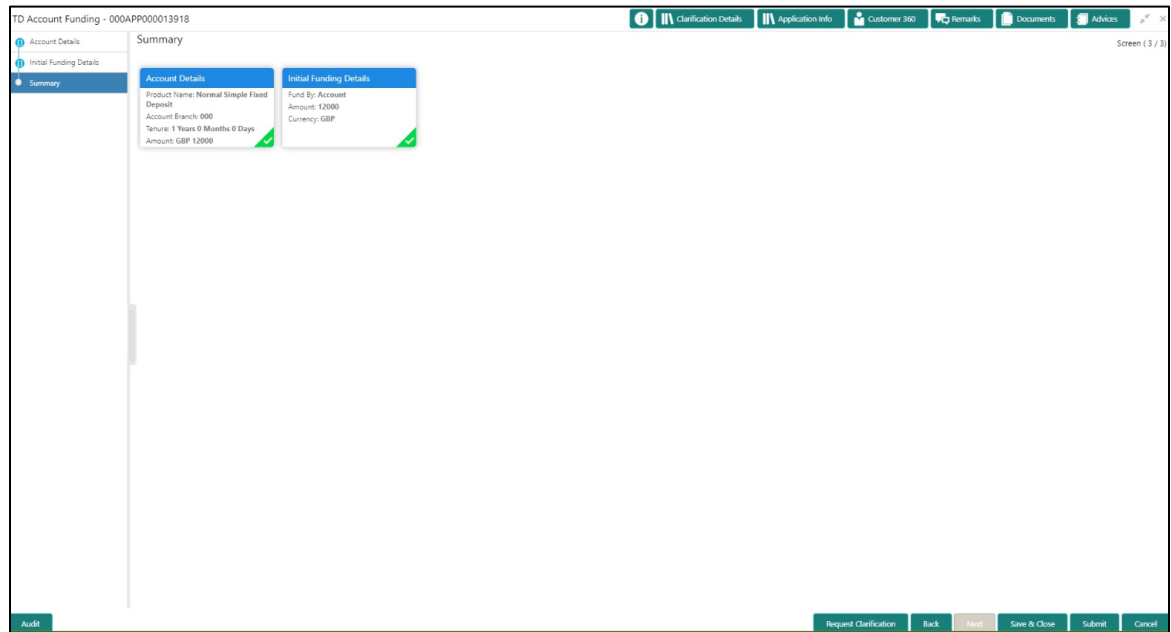 TD Account Funding - 000APP000013918
Clarification Details
Application Info
Customer 360
Remarks
Documents
Advices
Account Details
Initial Funding Details
Summary
Summary
Screen ( 3 / 3)
Account Details
Product Name: Normal Simple Fixed
Deposit
Account Branch: 000
Tenure: 1 Years 0 Months 0 Days
Amount: GBP 12000
Initial Funding Details
Fund By: Account
Amount: 12000
Currency: GBP
Audit
Request Clarification
Back
Next
Save & Close
Submit
Cancel